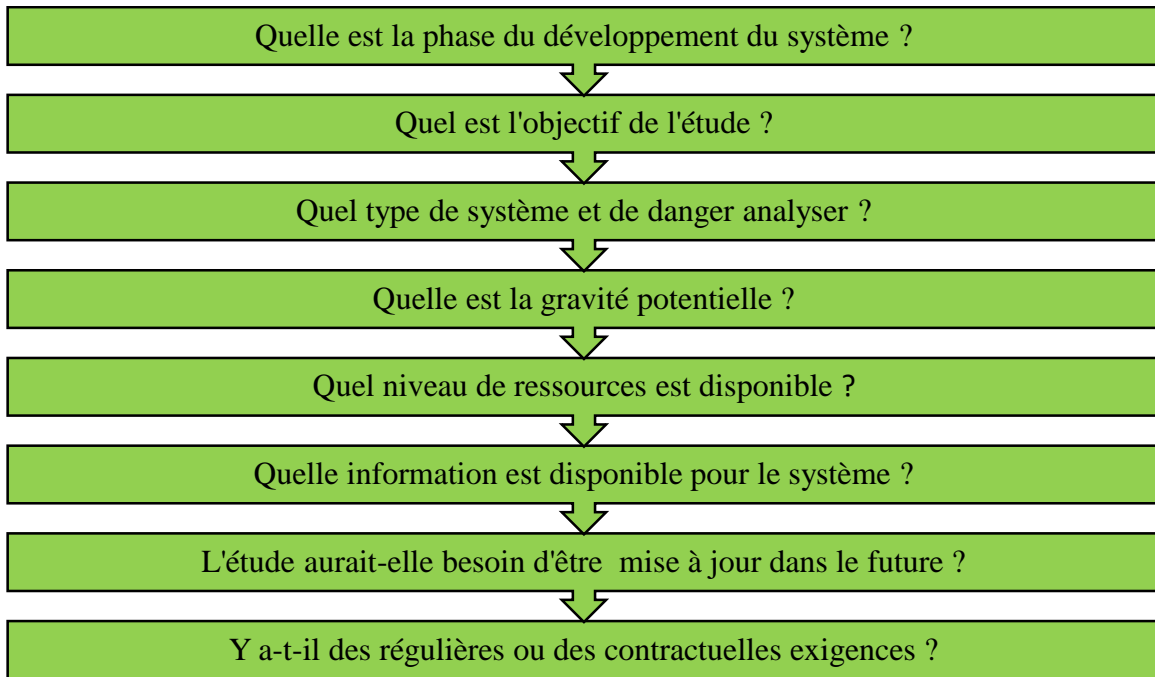 Quelle est la phase du développement du système ?
Quel est l'objectif de l'étude ?
Quel type de système et de danger analyser ?
Quelle est la gravité potentielle ?
Quel niveau de ressources est disponible ?
Quelle information est disponible pour le système ?
L'étude aurait-elle besoin d'être mise à jour dans le future ?
Y a-t-il des régulières ou des contractuelles exigences ?